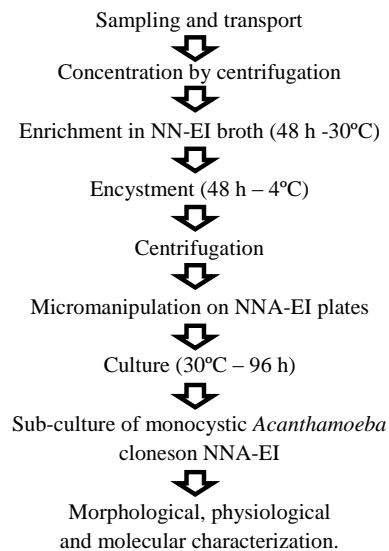 Sampling and transport
Concentration by centrifugation
Enrichment in NN-EI broth (48 h -30ºC)
Encystment (48 h – 4ºC)
Centrifugation
Micromanipulation on NNA-EI plates
Culture (30ºC – 96 h)
Sub-culture of monocystic Acanthamoeba
cloneson NNA-EI
Morphological, physiological
and molecular characterization.